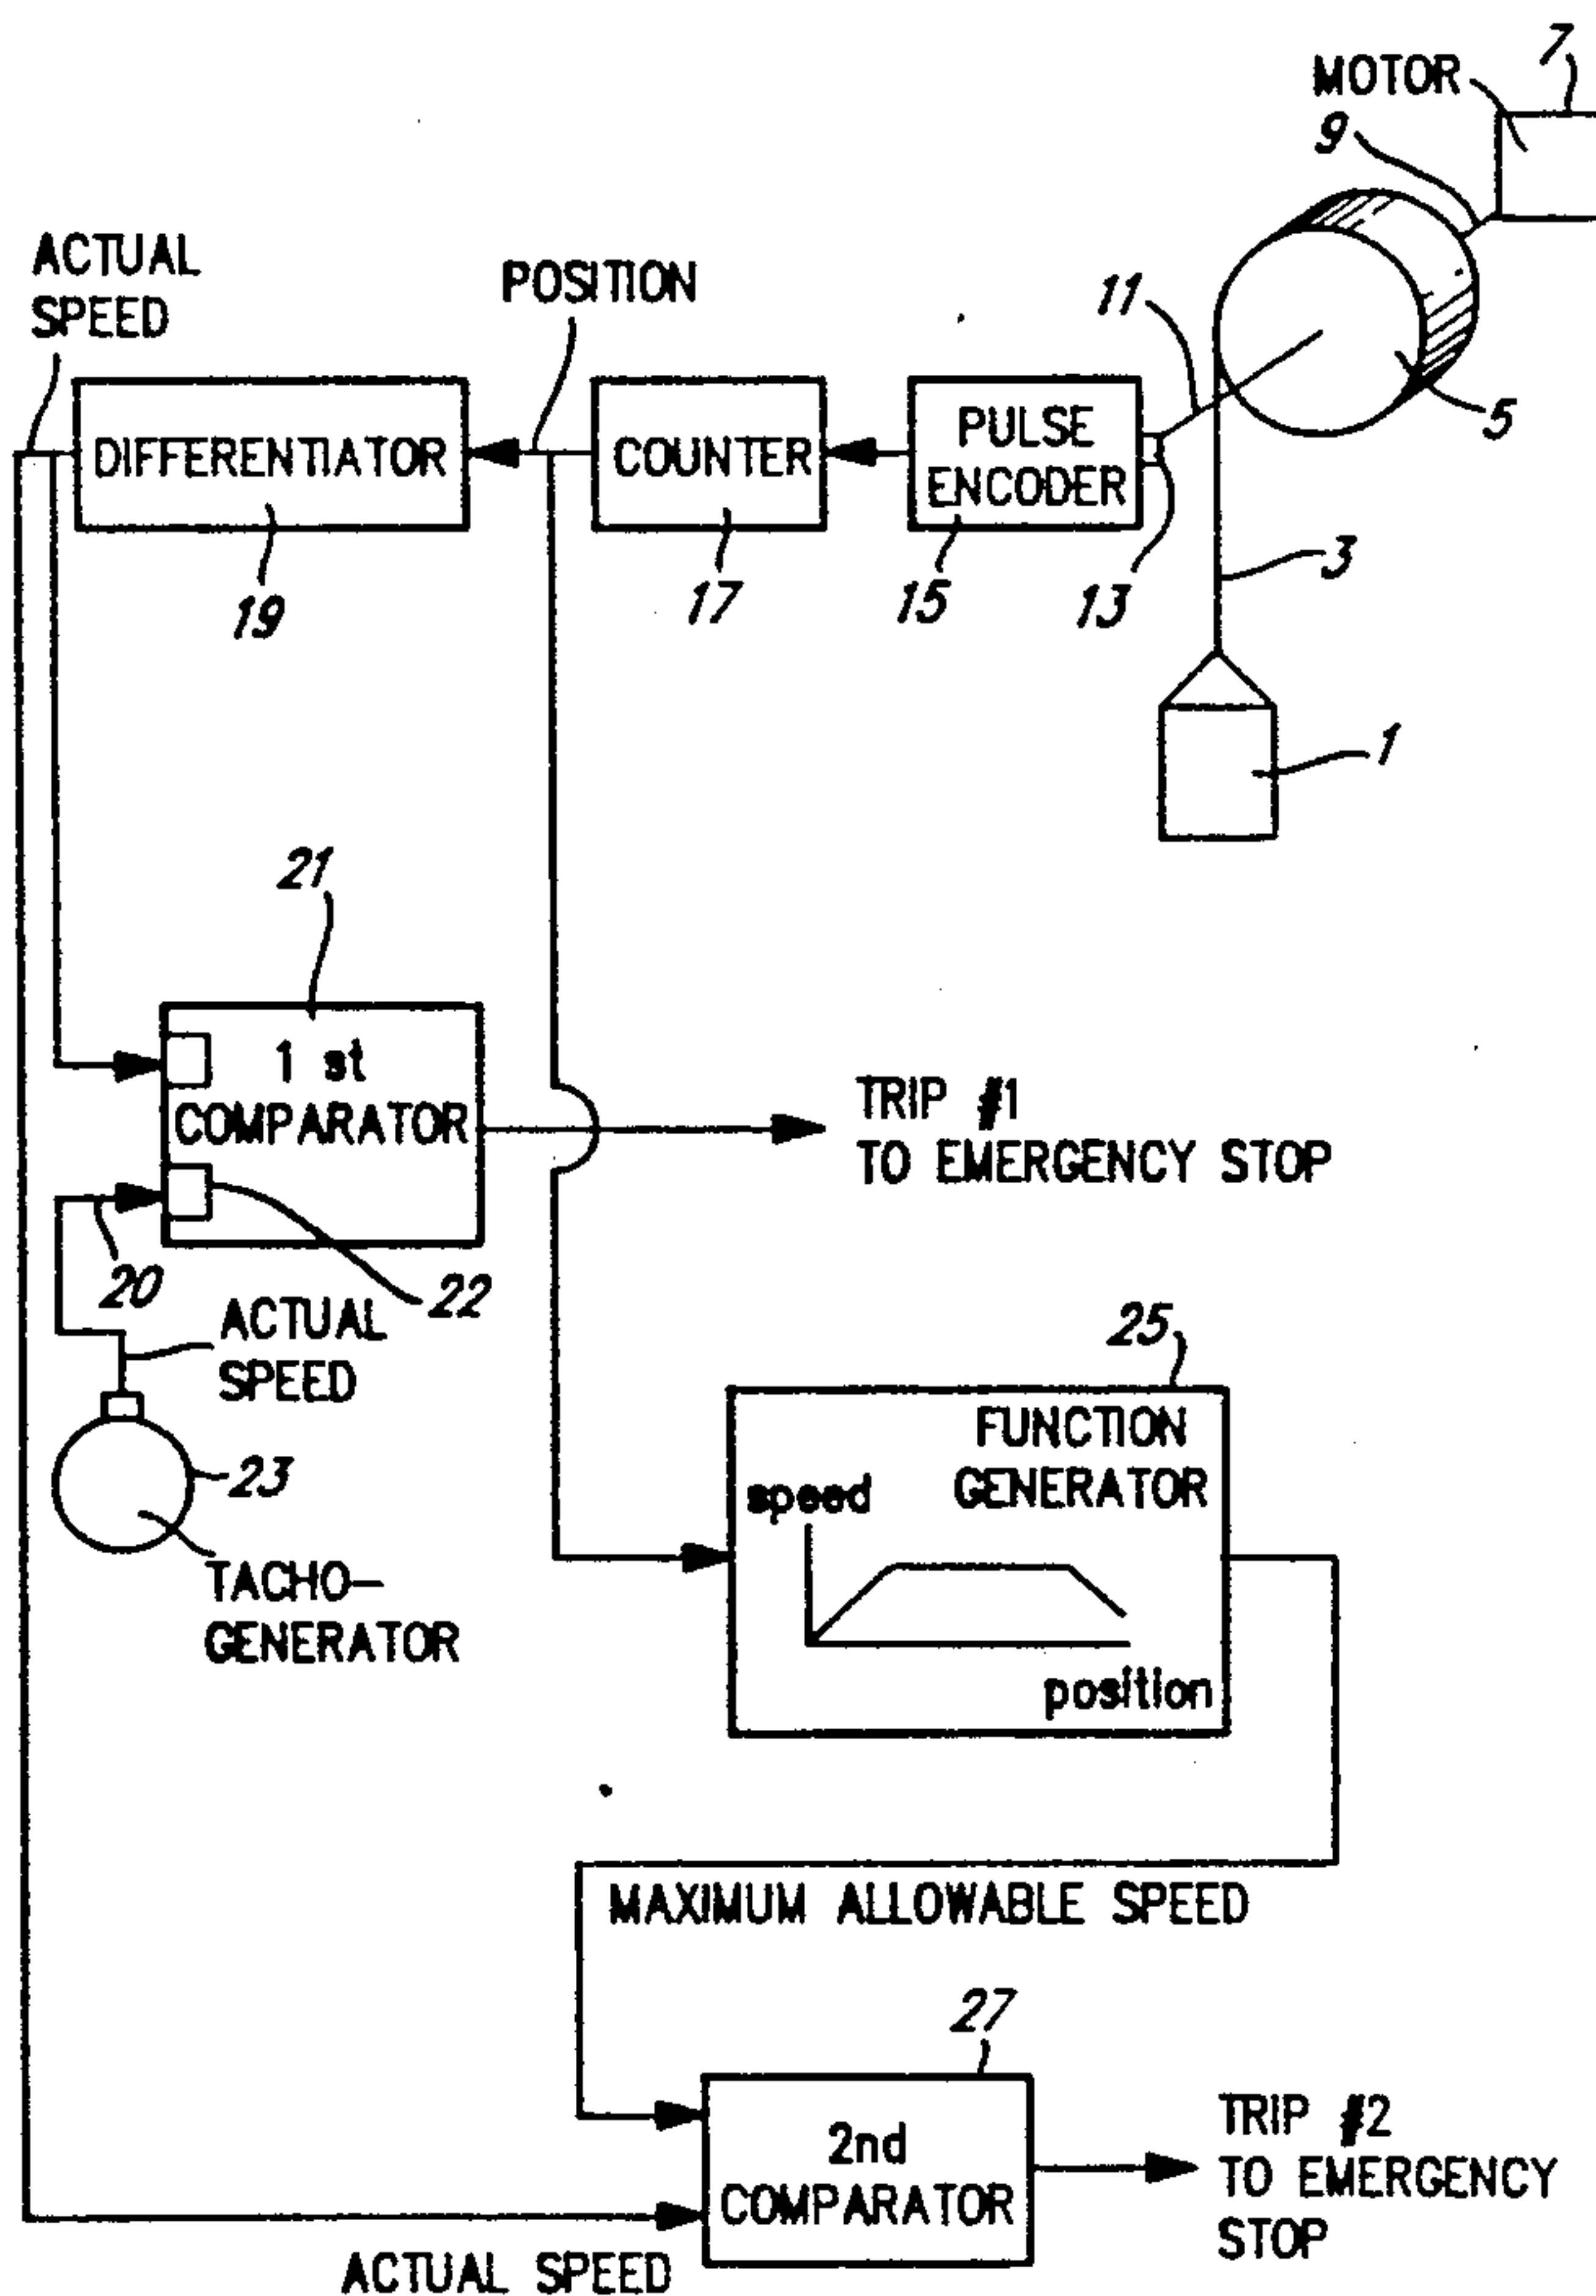 7
MOTOR
9
ACTUAL
SPEED
POSITION
11
5
DIFFERENTIATOR
COUNTER
PULSE
ENCODER
19
17
15
13
3
1
21
1 st
COMPARATOR
TRIP #1
TO EMERGENCY STOP
20
22
ACTUAL
SPEED
23
TACHO-
GENERATOR
25
FUNCTION
GENERATOR
speed
position
MAXIMUM ALLOWABLE SPEED
27
2nd
COMPARATOR
TRIP #2
TO EMERGENCY
STOP
ACTUAL SPEED